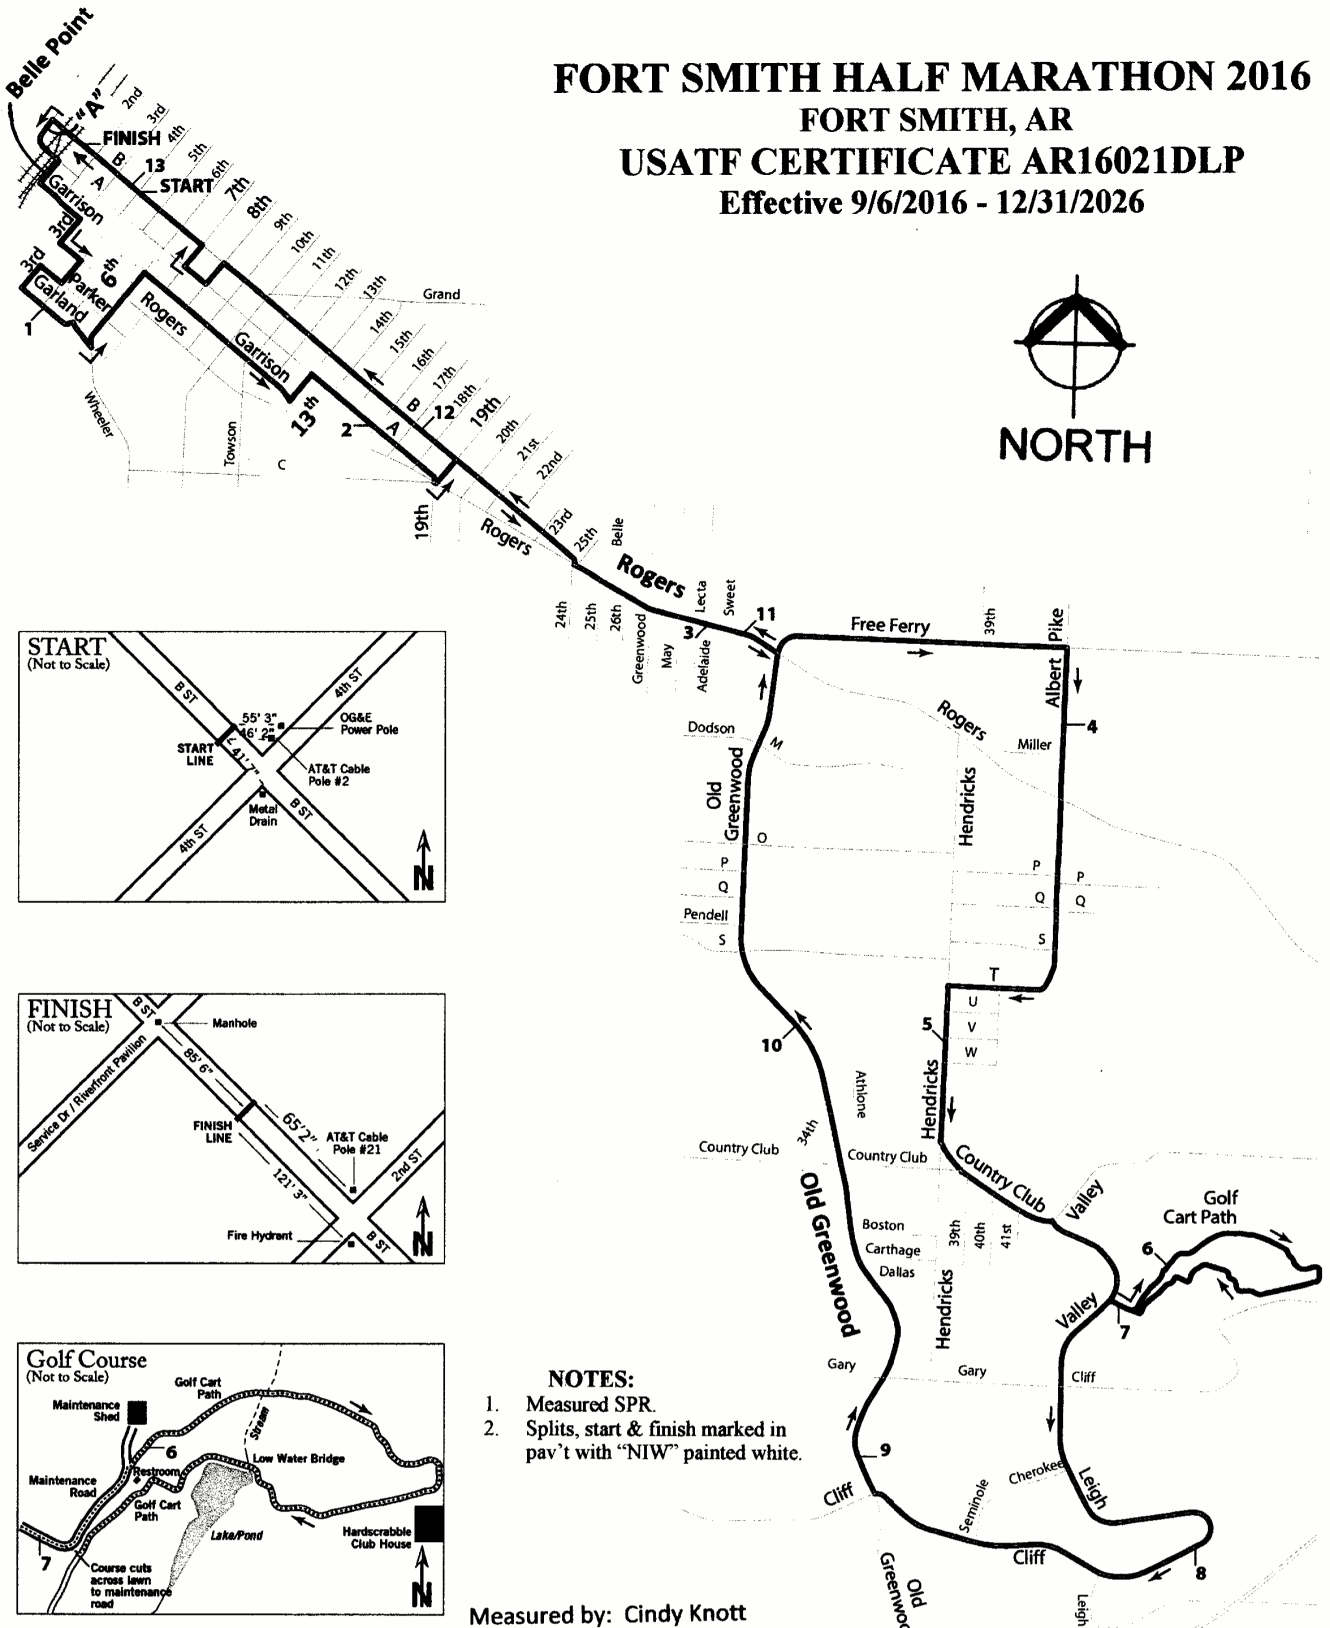 FORT SMITH HALF MARATHON 2016
FORT SMITH, AR
USATF CERTIFICATE AR16021DLP
Effective 9/6/2016 - 12/31/2026
NORTH
Belle Point
"A"
FINISH
2nd
3rd
4th
5th
6th
7th
8th
9th
10th
11th
12th
13th
14th
15th
16th
17th
18th
19th
20th
21st
22nd
23rd
25th
B
A
13
START
Garrison
3rd
3rd
Parker
6th
Garland
1
Rogers
Garrison
Grand
Wheeler
Towson
C
13th
2
A
B
12
19th
Rogers
Belle
Rogers
24th
25th
26th
Greenwood
May
Adelaide
Lecta
Sweet
3
11
Free Ferry
39th
Pike
Albert
4
Rogers
Miller
Dodson
M
Old
Greenwood
Hendricks
O
P
Q
Pendell
S
P
P
Q
Q
S
T
U
V
W
5
10
Hendricks
Athlone
34th
Country Club
Country Club
Country Club
Valley
Golf
Cart Path
6
Old Greenwood
Boston
Carthage
Dallas
39th
40th
41st
Hendricks
Valley
7
Gary
Gary
Cliff
9
Cherokee
Leigh
Cliff
Seminole
Cliff
8
Old
Greenwoo
Leigh
START
(Not to Scale)
B ST
4th ST
55' 3"
46' 2"
41' 7"
OG&E
Power Pole
START
LINE
AT&T Cable
Pole #2
Metal
Drain
B ST
4th ST
N
FINISH
(Not to Scale)
B ST
Manhole
Service Dr / Riverfront Pavilion
85' 6"
FINISH
LINE
65'2"
AT&T Cable
Pole #21
121' 3"
2nd ST
Fire Hydrant
B ST
N
Golf Course
(Not to Scale)
Golf Cart
Path
Maintenance
Shed
Stream
6
Low Water Bridge
Restroom
Maintenance
Road
Golf Cart
Path
Lake/Pond
Hardscrabble
Club House
7
Course cuts
across lawn
to maintenance
road
N
NOTES:
1. Measured SPR.
2. Splits, start & finish marked in
pav't with "NIW" painted white.
Measured by: Cindy Knott